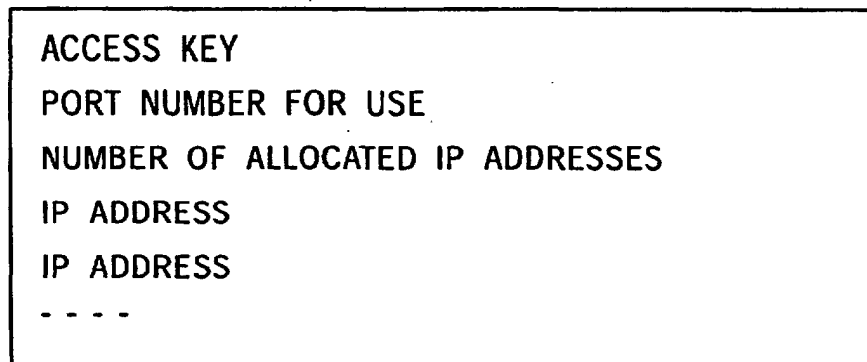 ACCESS KEY
PORT NUMBER FOR USE
NUMBER OF ALLOCATED IP ADDRESSES
IP ADDRESS
IP ADDRESS
- - - -